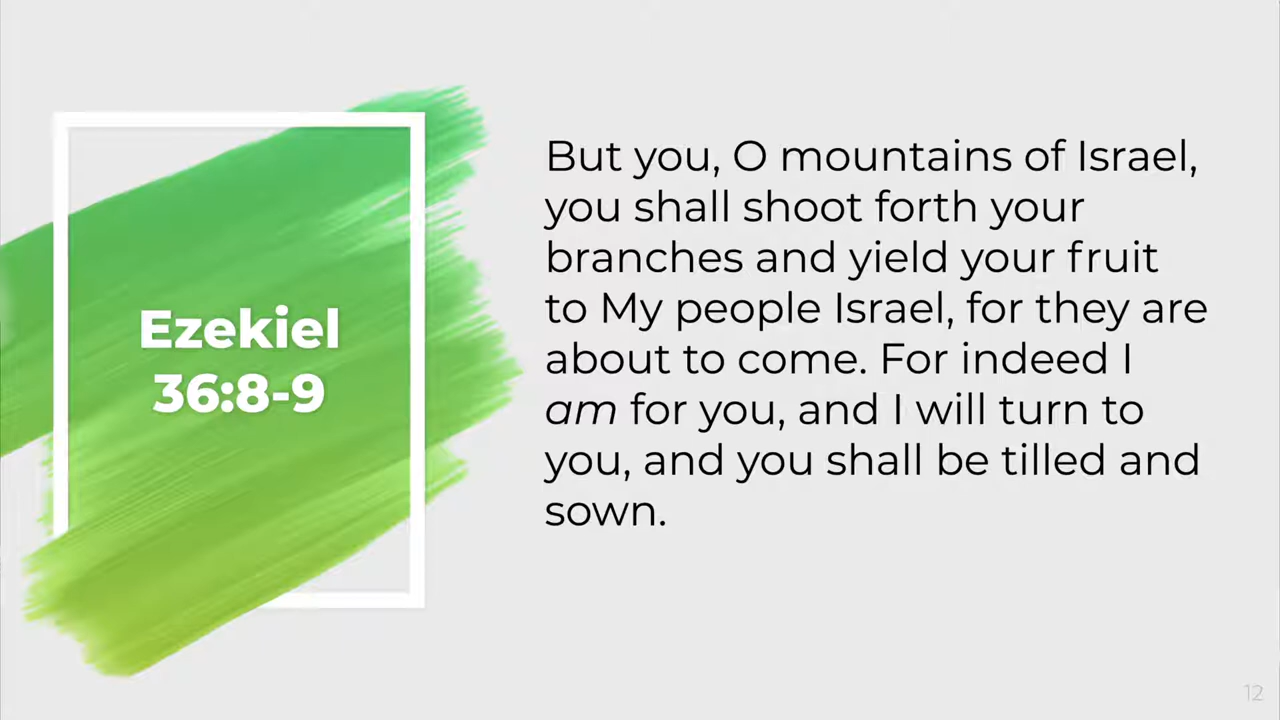 Ezekiel
36:8-9
But you, O mountains of Israel,
you shall shoot forth your
branches and yield your fruit
to My people Israel, for they are
about to come. For indeed I
am for you, and I will turn to
you, and you shall be tilled and
sown.
12